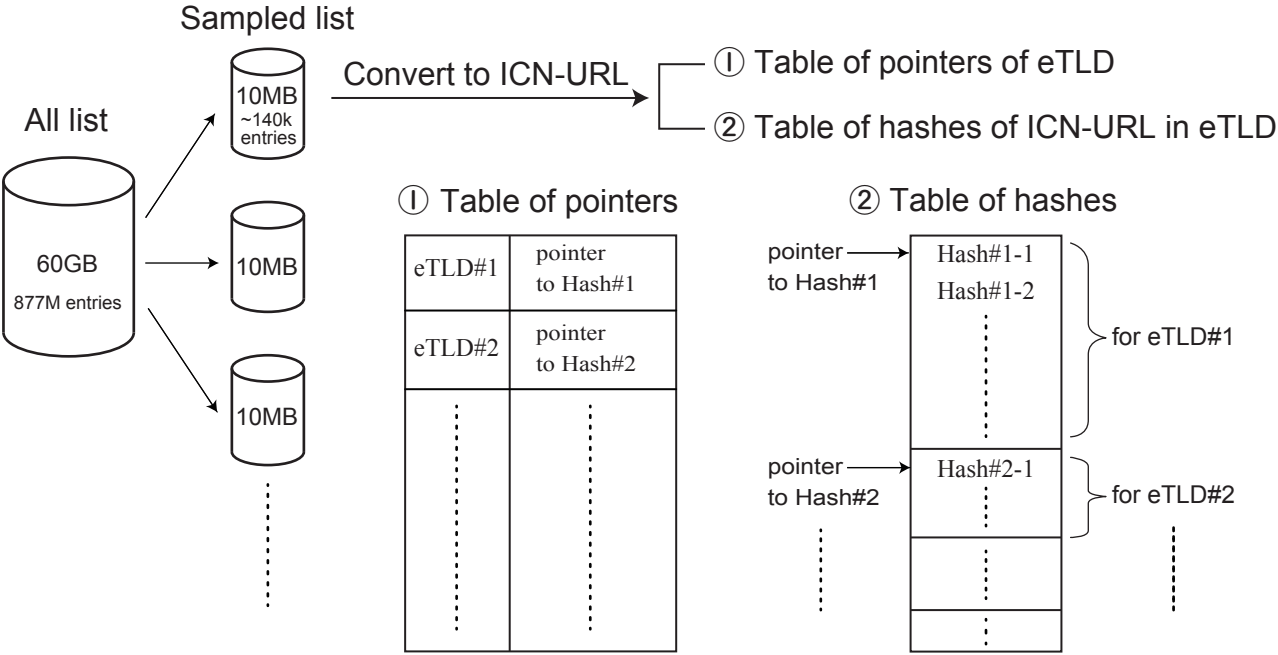 Sampled list
All list
60GB
877M entries
10MB
~140k
entries
10MB
10MB
Convert to ICN-URL
① Table of pointers of eTLD
② Table of hashes of ICN-URL in eTLD
① Table of pointers
eTLD#1
pointer
to Hash#1
eTLD#2
pointer
to Hash#2
② Table of hashes
pointer
to Hash#1
Hash#1-1
Hash#1-2
for eTLD#1
pointer
to Hash#2
Hash#2-1
for eTLD#2